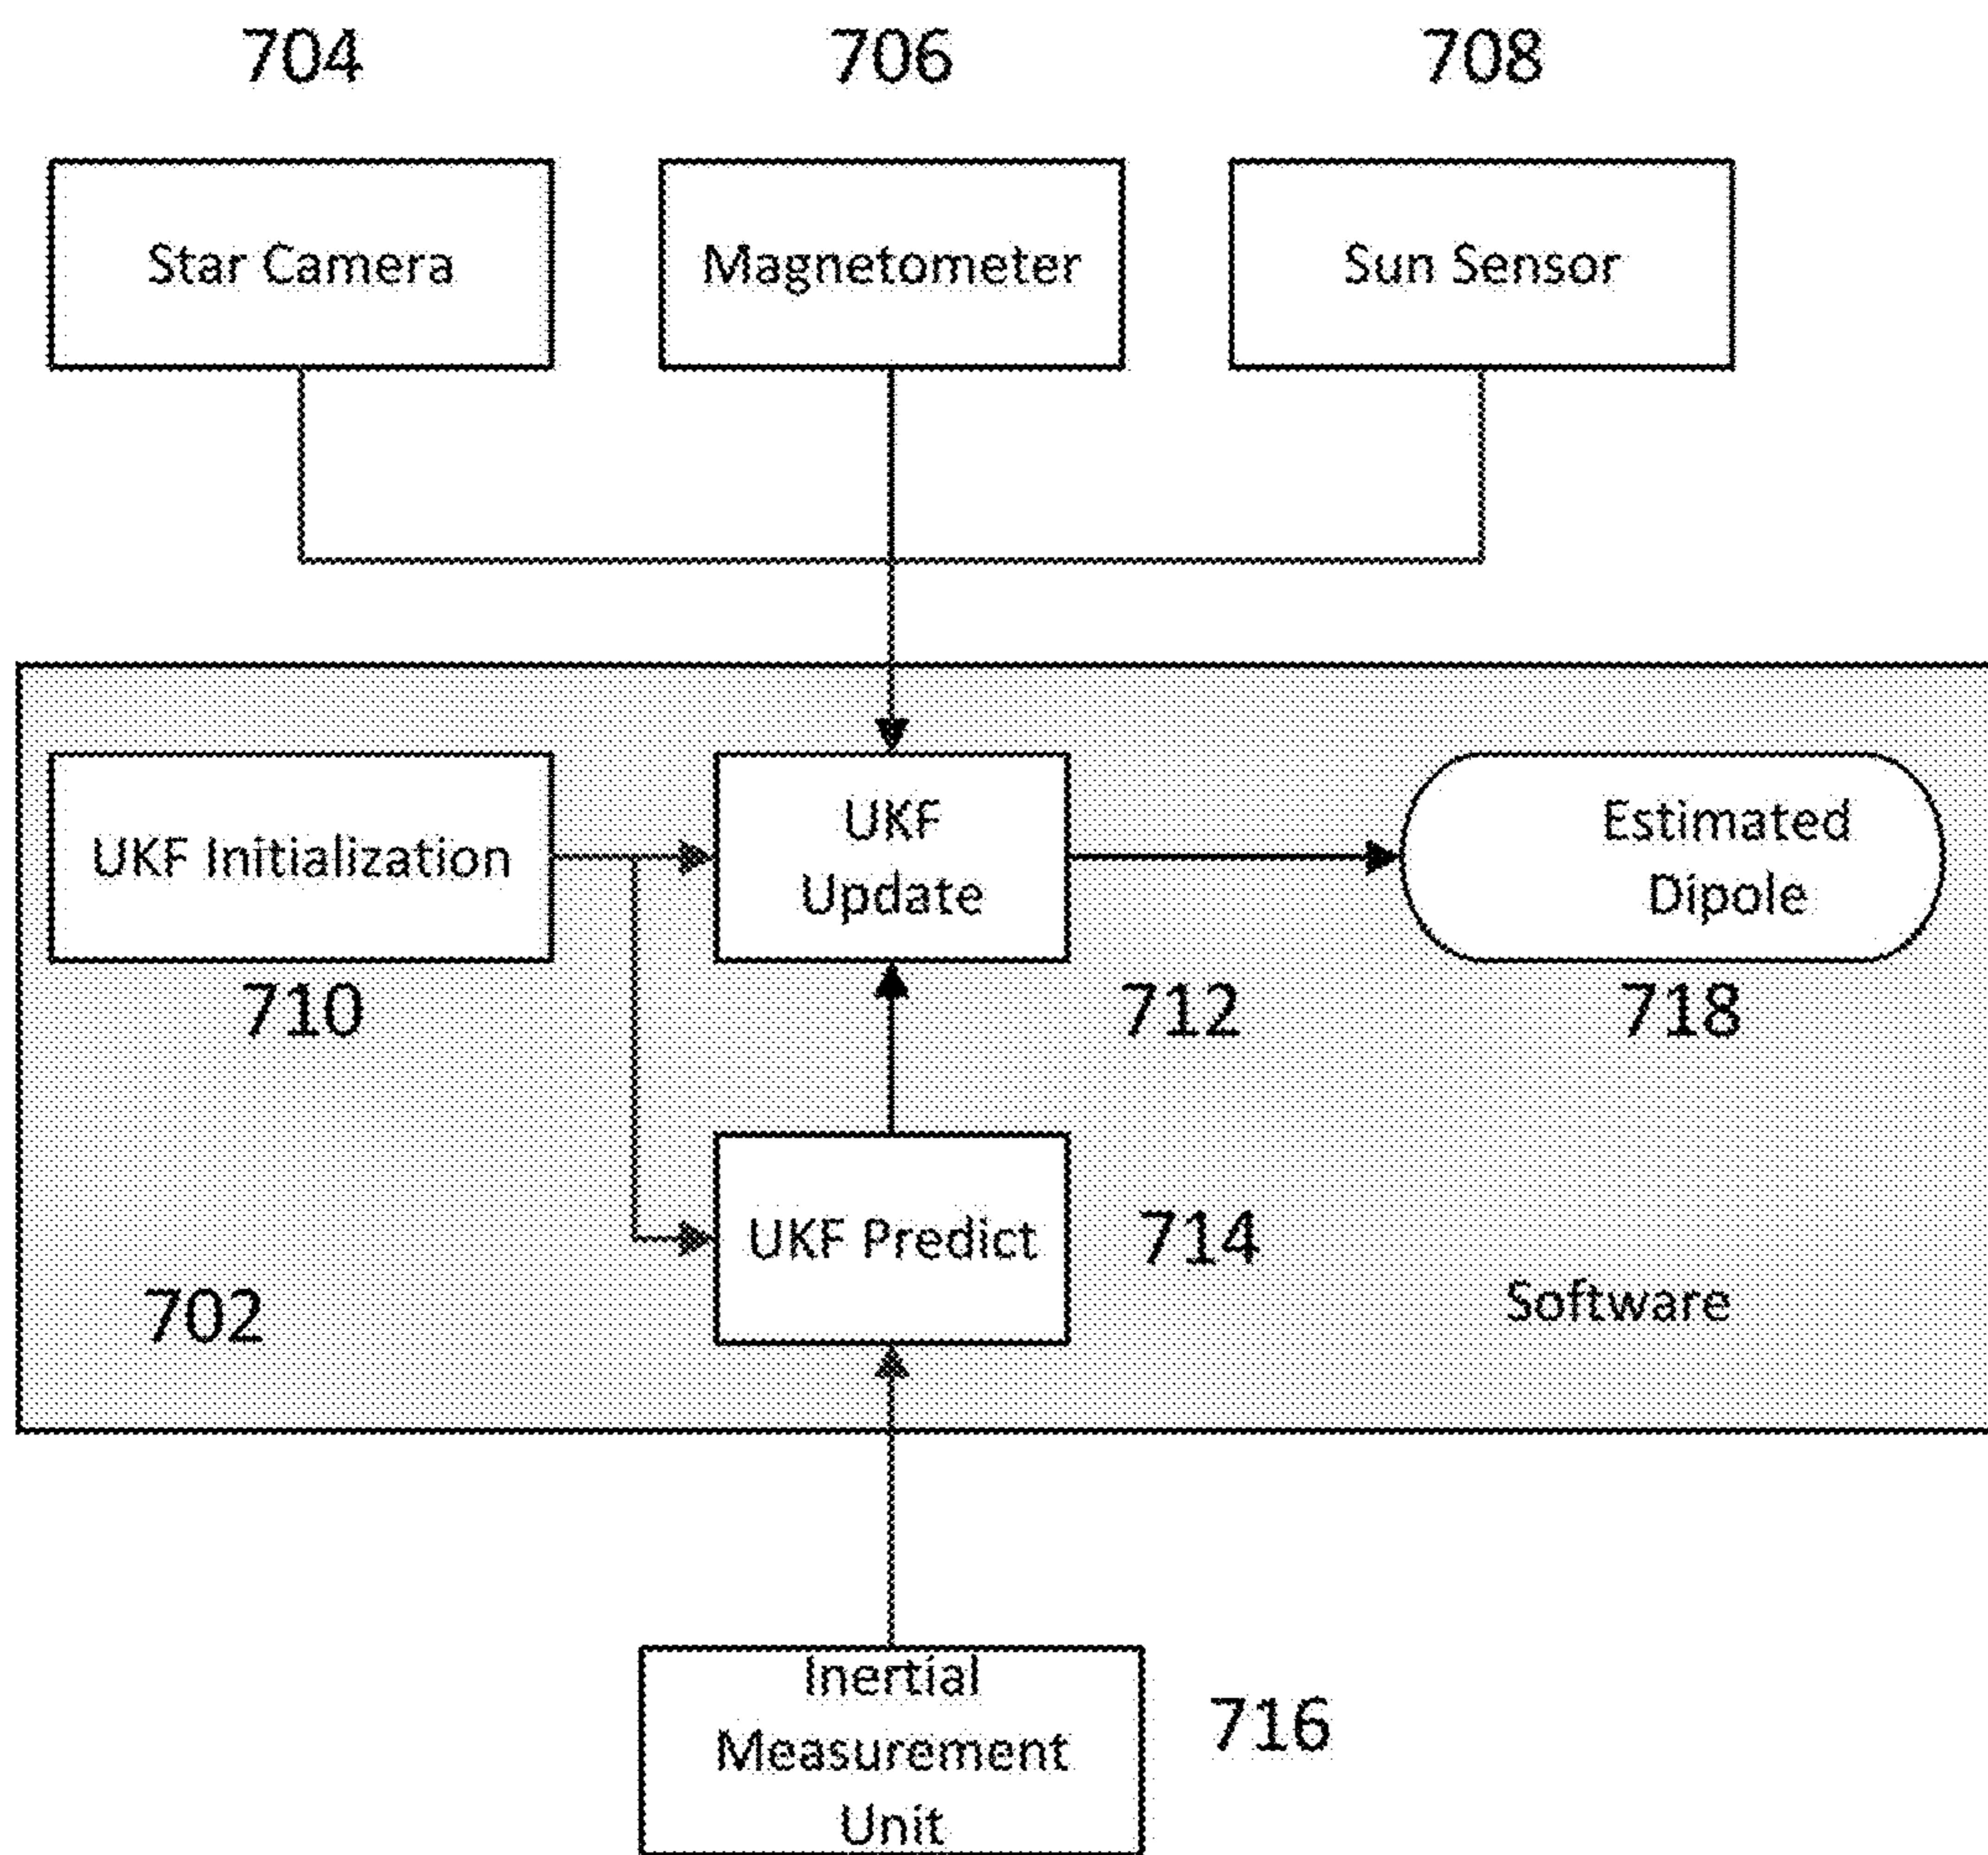 704
706
708
Star Camera
Magnetometer
Sun Sensor
UKF Initialization
UKF
Update
Estimated
Dipole
710
712
718
UKF Predict
714
702
Software
Inertial
Measurement
Unit
716